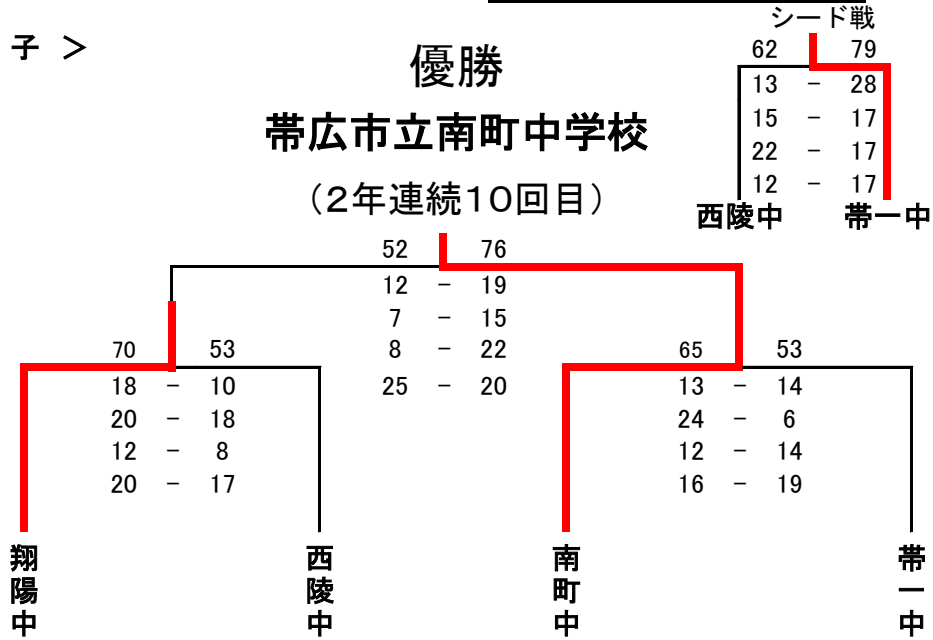 子 ＞
優勝
帯広市立南町中学校
（２年連続１０回目）
シード戦
62 79
13 － 28
15 － 17
22 － 17
12 － 17
西陵中 帯一中
52 76
12 － 19
7 － 15
8 － 22
25 － 20
70 53
18 － 10
20 － 18
12 － 8
20 － 17
65 53
13 － 14
24 － 6
12 － 14
16 － 19
翔陽中
西陵中
南町中
帯一中